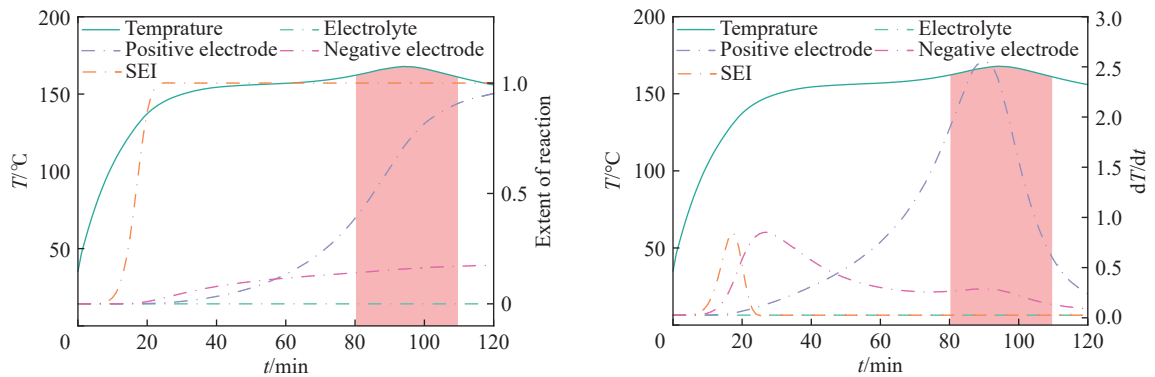 200
Temprature
Electrolyte
Positive electrode
Negative electrode
SEI
150
100
50
0
T/°C
1.0
0.5
0
Extent of reaction
0
20
40
60
80
100
120
t/min
200
Temprature
Electrolyte
Positive electrode
Negative electrode
SEI
150
100
50
0
T/°C
3.0
2.5
2.0
1.5
1.0
0.5
0.0
dT/dt
0
20
40
60
80
100
120
t/min